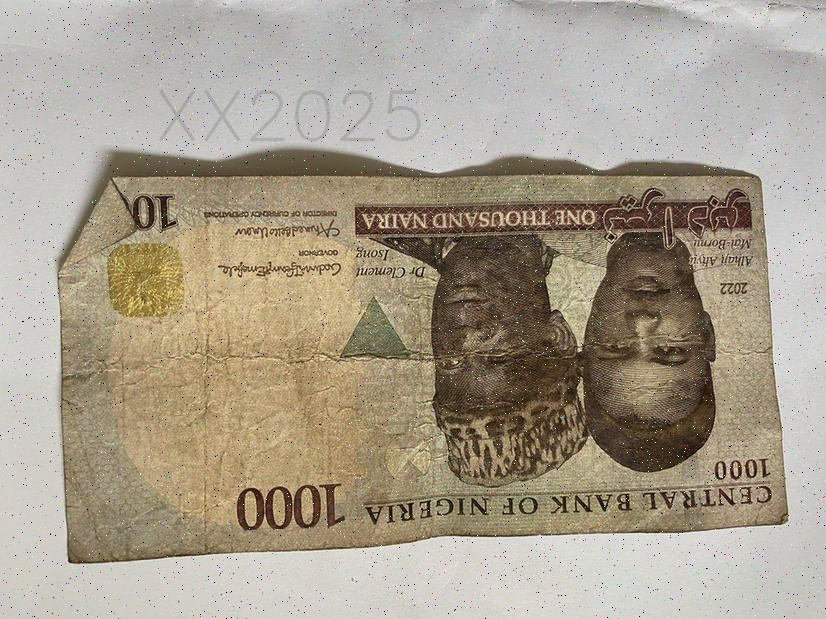 XX2025
CENTRAL BANK OF NIGERIA
1000
1000
2022
Alhaji Aliyu
Mai-Bornu
Dr Clement
Isong
GOVERNOR
DIRECTOR OF CURRENCY OPERATIONS
ONE THOUSAND NAIRA
10